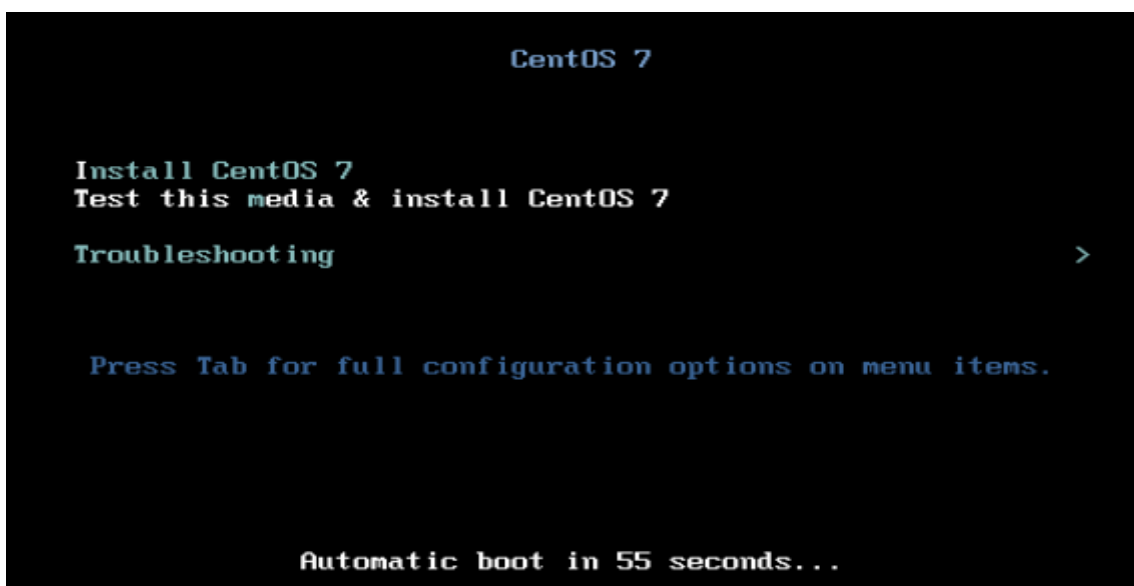 CentOS 7
Install CentOS 7
Test this media & install CentOS 7
Troubleshooting >
Press Tab for full configuration options on menu items.
Automatic boot in 55 seconds...